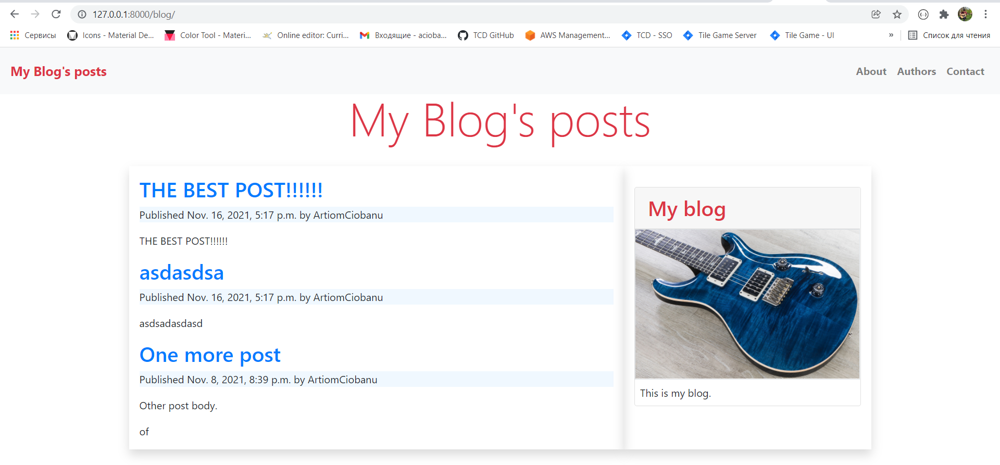 127.0.0.1:8000/blog/
Сервисы Icons - Material De... Color Tool - Materi... Online editor: Curri... Входящие - acioba... TCD GitHub AWS Management... TCD - SSO Tile Game Server Tile Game - UI » Список для чтения
My Blog's posts About Authors Contact
My Blog's posts
THE BEST POST!!!!!!
Published Nov. 16, 2021, 5:17 p.m. by ArtiomCiobanu
THE BEST POST!!!!!!
asdasdsa
Published Nov. 16, 2021, 5:17 p.m. by ArtiomCiobanu
asdsadasdasd
One more post
Published Nov. 8, 2021, 8:39 p.m. by ArtiomCiobanu
Other post body.
of
My blog
This is my blog.